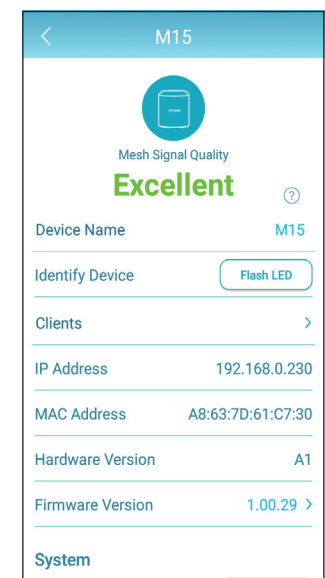 M15
Mesh Signal Quality
Excellent
?
Device Name M15
Identify Device Flash LED
Clients
IP Address 192.168.0.230
MAC Address A8:63:7D:61:C7:30
Hardware Version A1
Firmware Version 1.00.29
System